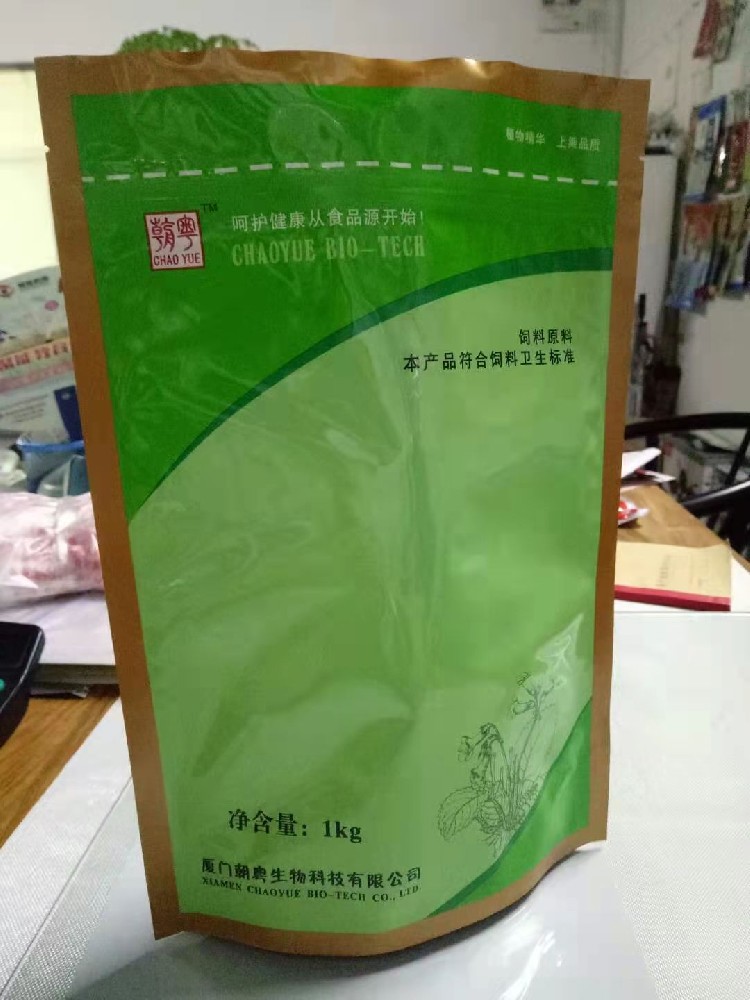 植物精华 上乘品质
TM
朝粤
CHAO YUE
呵护健康从食品源开始!
CHAOYUE BIO-TECH
饲料原料
本产品符合饲料卫生标准
净含量：1kg
厦门朝粤生物科技有限公司
XIAMEN CHAOYUE BIO-TECH CO., LTD